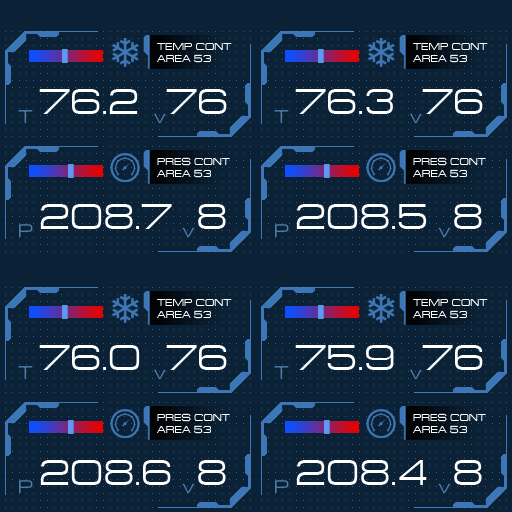 TEMP CONT
AREA 53
T 76.2 V 76
TEMP CONT
AREA 53
T 76.3 V 76
PRES CONT
AREA 53
P 208.7 V 8
PRES CONT
AREA 53
P 208.5 V 8
TEMP CONT
AREA 53
T 76.0 V 76
TEMP CONT
AREA 53
T 75.9 V 76
PRES CONT
AREA 53
P 208.6 V 8
PRES CONT
AREA 53
P 208.4 V 8